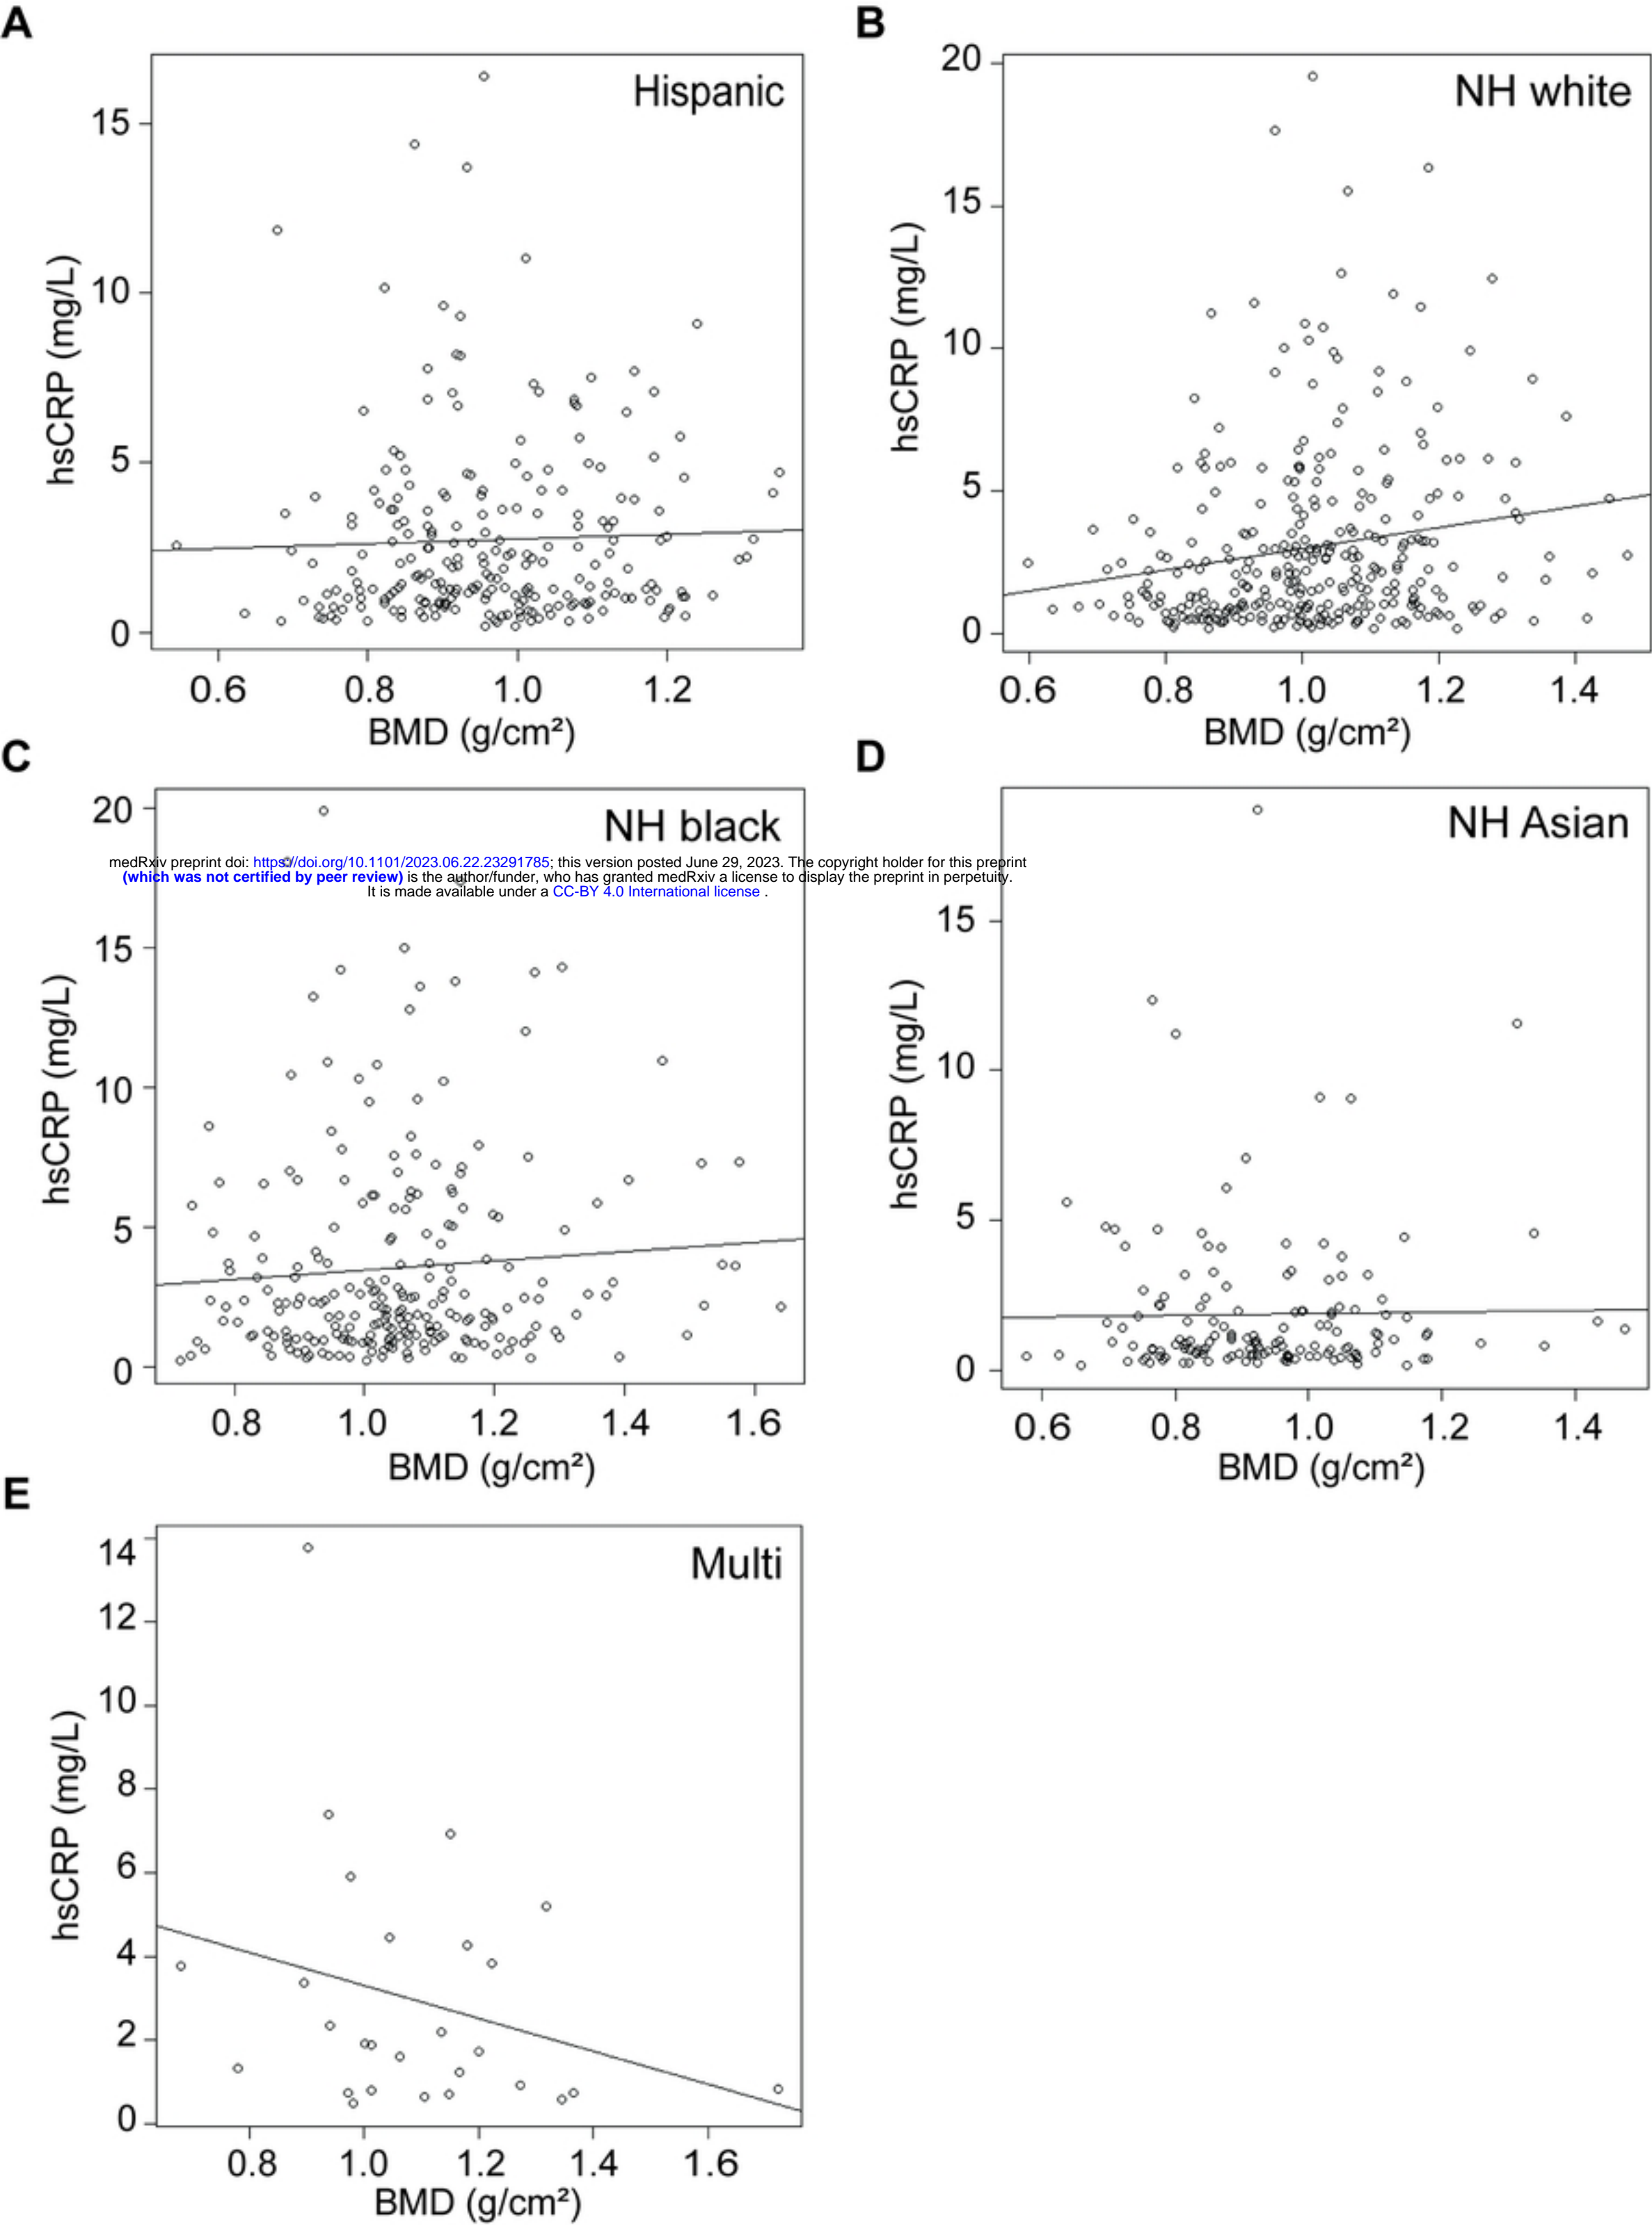 A
Hispanic
15
10
5
0
hsCRP (mg/L)
0.6 0.8 1.0 1.2
BMD (g/cm²)
B
NH white
20
15
10
5
0
hsCRP (mg/L)
0.6 0.8 1.0 1.2 1.4
BMD (g/cm²)
C
NH black
20
15
10
5
0
hsCRP (mg/L)
0.8 1.0 1.2 1.4 1.6
BMD (g/cm²)
medRxiv preprint doi: https://doi.org/10.1101/2023.06.22.23291785; this version posted June 29, 2023. The copyright holder for this preprint
(which was not certified by peer review) is the author/funder, who has granted medRxiv a license to display the preprint in perpetuity.
It is made available under a CC-BY 4.0 International license .
D
NH Asian
15
10
5
0
hsCRP (mg/L)
0.6 0.8 1.0 1.2 1.4
BMD (g/cm²)
E
Multi
14
12
10
8
6
4
2
0
hsCRP (mg/L)
0.8 1.0 1.2 1.4 1.6
BMD (g/cm²)